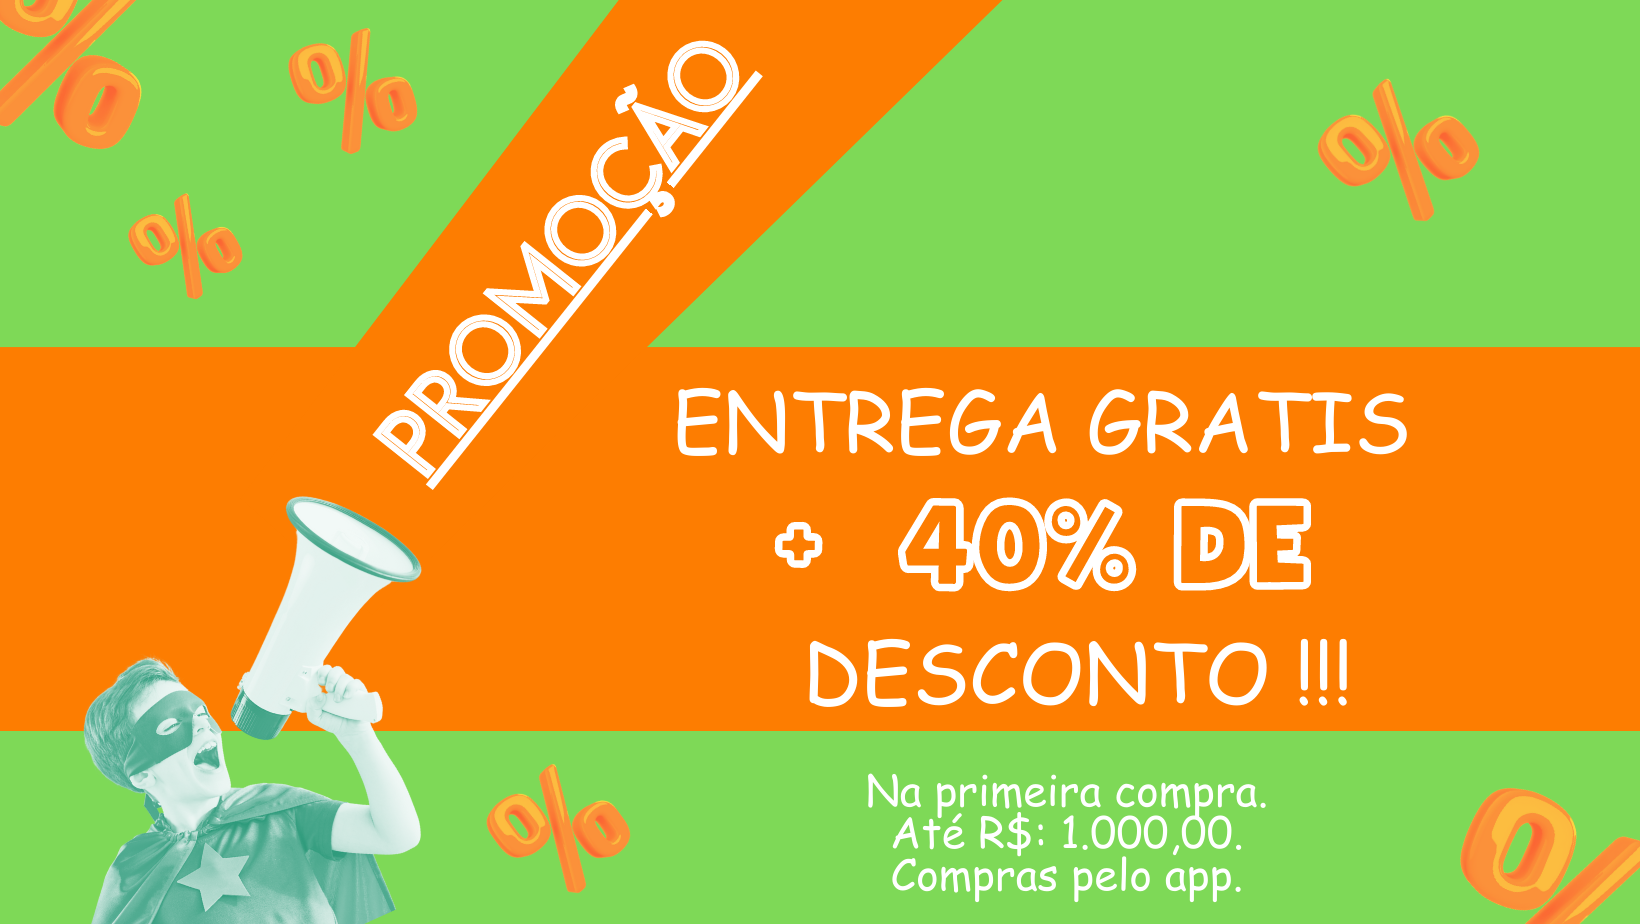 PROMOÇÃO
ENTREGA GRATIS
+ 40% DE
DESCONTO !!!
Na primeira compra.
Até R$: 1.000,00.
Compras pelo app.